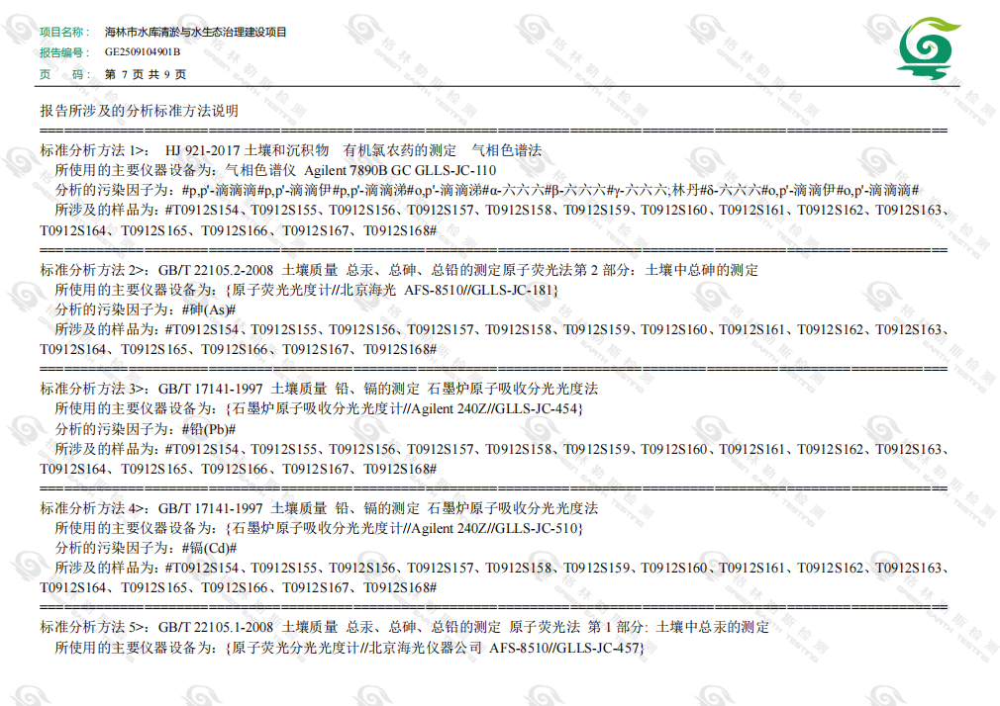 项目名称： 海林市水库清淤与水生态治理建设项目
报告编号： GE2509104901B
页 码： 第 7 页 共 9 页
报告所涉及的分析标准方法说明
标准分析方法 1>： HJ 921-2017 土壤和沉积物 有机氯农药的测定 气相色谱法
所使用的主要仪器设备为：气相色谱仪 Agilent 7890B GC GLLS-JC-110
分析的污染因子为：#p,p'-滴滴滴#p,p'-滴滴伊#p,p'-滴滴涕#o,p'-滴滴涕#α-六六六#β-六六六#γ-六六六;林丹#δ-六六六#o,p'-滴滴伊#o,p'-滴滴滴#
所涉及的样品为：#T0912S154、T0912S155、T0912S156、T0912S157、T0912S158、T0912S159、T0912S160、T0912S161、T0912S162、T0912S163、
T0912S164、T0912S165、T0912S166、T0912S167、T0912S168#
标准分析方法 2>：GB/T 22105.2-2008 土壤质量 总汞、总砷、总铅的测定原子荧光法第 2 部分：土壤中总砷的测定
所使用的主要仪器设备为：{原子荧光光度计//北京海光 AFS-8510//GLLS-JC-181}
分析的污染因子为：#砷(As)#
所涉及的样品为：#T0912S154、T0912S155、T0912S156、T0912S157、T0912S158、T0912S159、T0912S160、T0912S161、T0912S162、T0912S163、
T0912S164、T0912S165、T0912S166、T0912S167、T0912S168#
标准分析方法 3>：GB/T 17141-1997 土壤质量 铅、镉的测定 石墨炉原子吸收分光光度法
所使用的主要仪器设备为：{石墨炉原子吸收分光光度计//Agilent 240Z//GLLS-JC-454}
分析的污染因子为：#铅(Pb)#
所涉及的样品为：#T0912S154、T0912S155、T0912S156、T0912S157、T0912S158、T0912S159、T0912S160、T0912S161、T0912S162、T0912S163、
T0912S164、T0912S165、T0912S166、T0912S167、T0912S168#
标准分析方法 4>：GB/T 17141-1997 土壤质量 铅、镉的测定 石墨炉原子吸收分光光度法
所使用的主要仪器设备为：{石墨炉原子吸收分光光度计//Agilent 240Z//GLLS-JC-510}
分析的污染因子为：#镉(Cd)#
所涉及的样品为：#T0912S154、T0912S155、T0912S156、T0912S157、T0912S158、T0912S159、T0912S160、T0912S161、T0912S162、T0912S163、
T0912S164、T0912S165、T0912S166、T0912S167、T0912S168#
标准分析方法 5>：GB/T 22105.1-2008 土壤质量 总汞、总砷、总铅的测定 原子荧光法 第 1 部分: 土壤中总汞的测定
所使用的主要仪器设备为：{原子荧光分光光度计//北京海光仪器公司 AFS-8510//GLLS-JC-457}
格林勒斯检测
GREEN EARTH TESTING